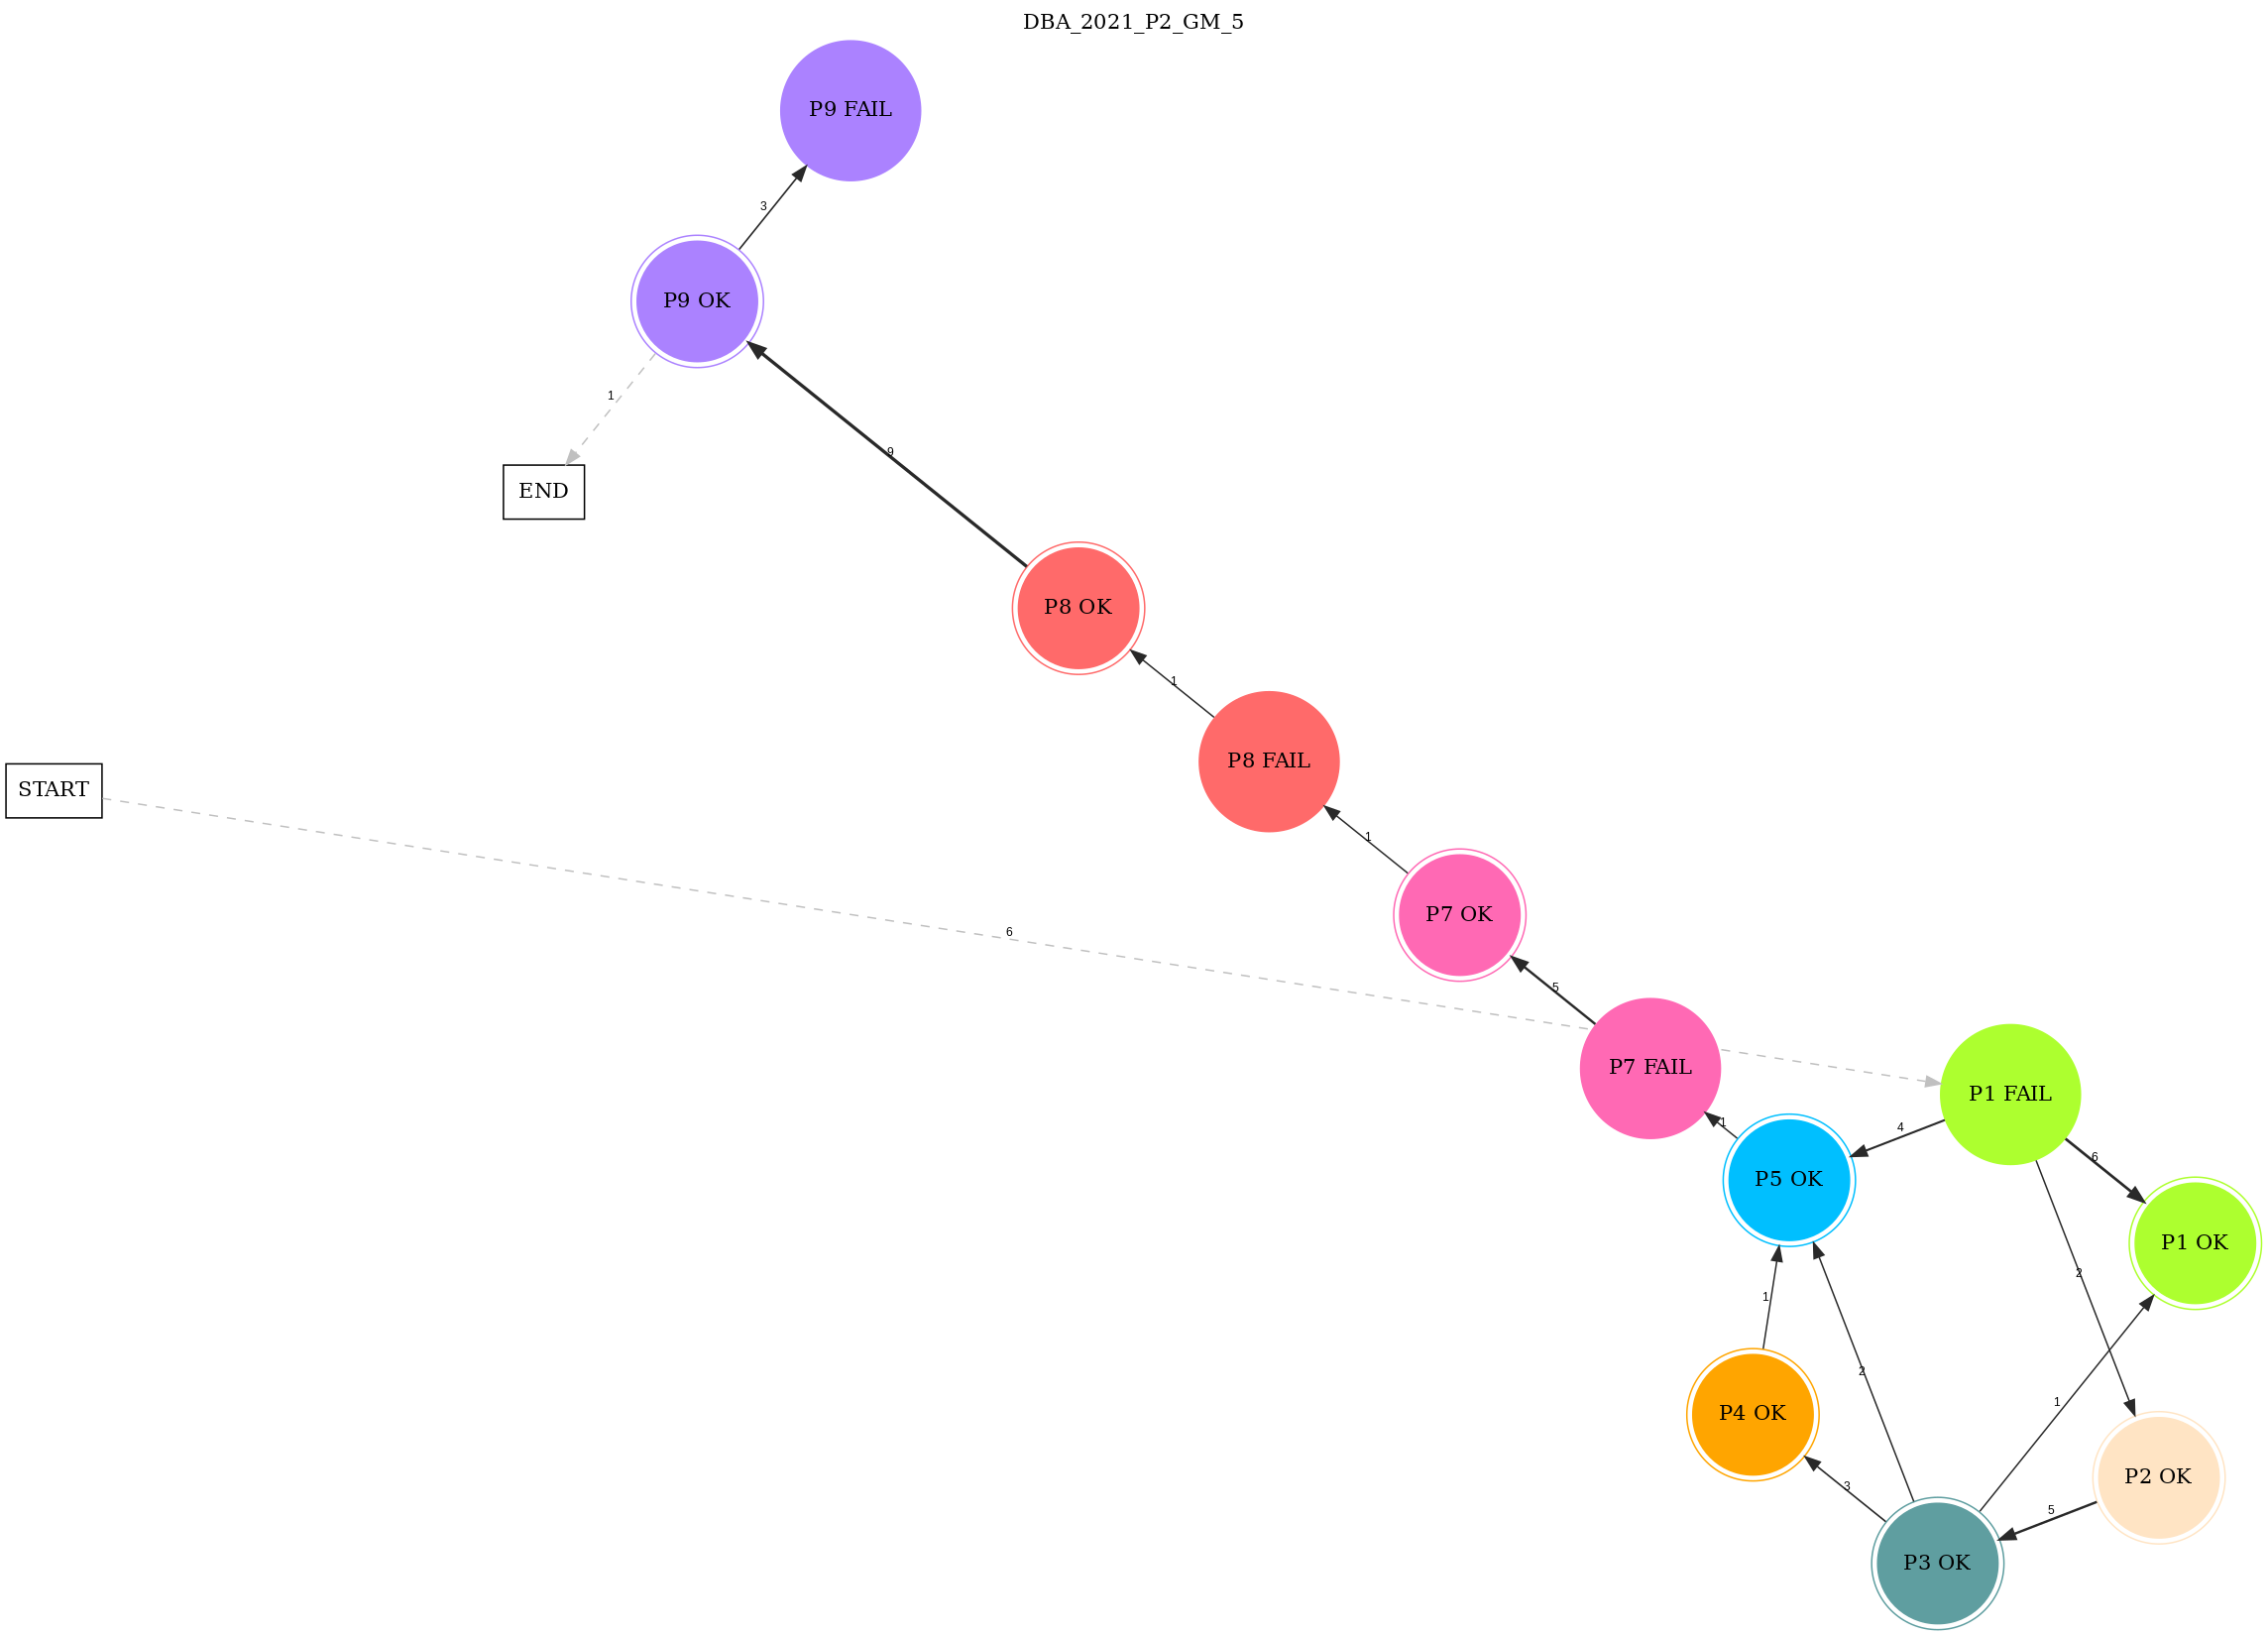 DBA_2021_P2_GM_5
P9 FAIL
3
P9 OK
1
9
END
P8 OK
1
P8 FAIL
START
1
P7 OK
6
5
P7 FAIL
P1 FAIL
1
4
6
P5 OK
P1 OK
2
1
2
1
P4 OK
P2 OK
3
5
P3 OK